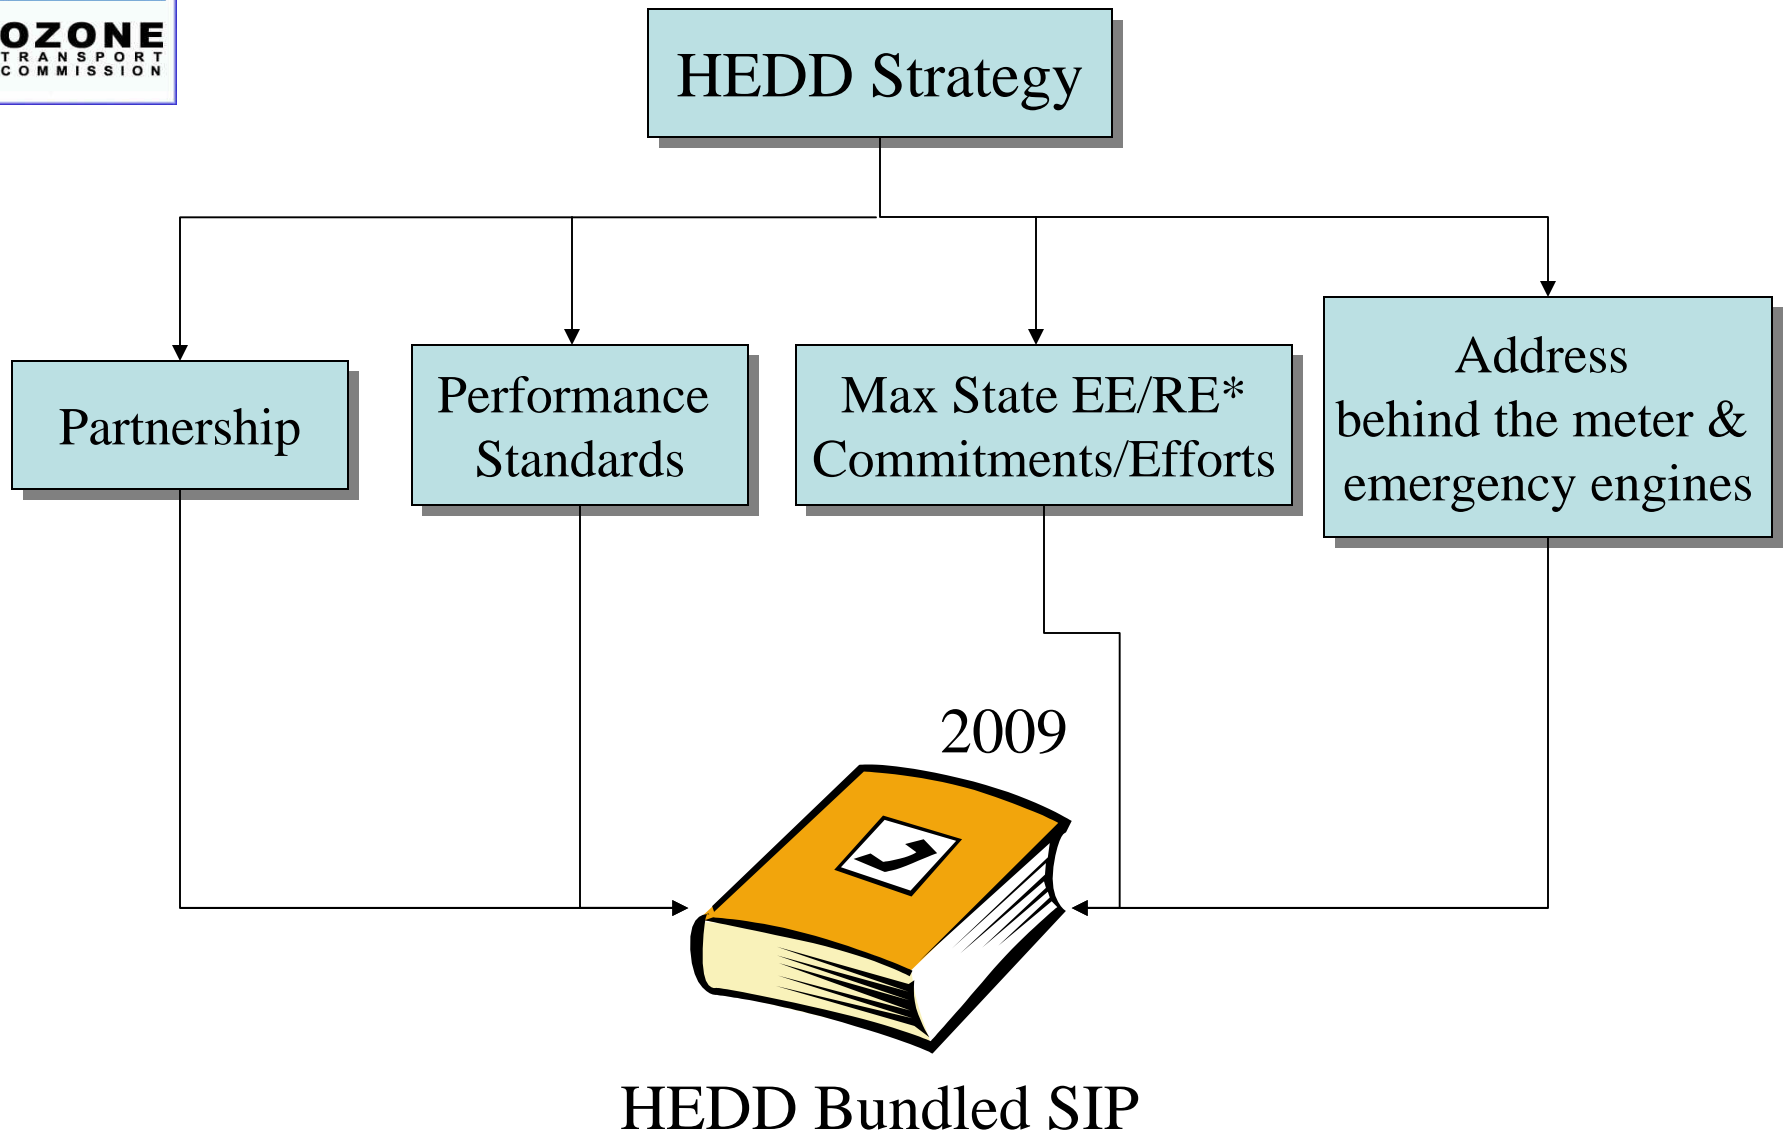 OZONE
TRANSPORT
COMMISSION
HEDD Strategy
Partnership
Performance
Standards
Max State EE/RE*
Commitments/Efforts
Address
behind the meter &
emergency engines
2009
HEDD Bundled SIP